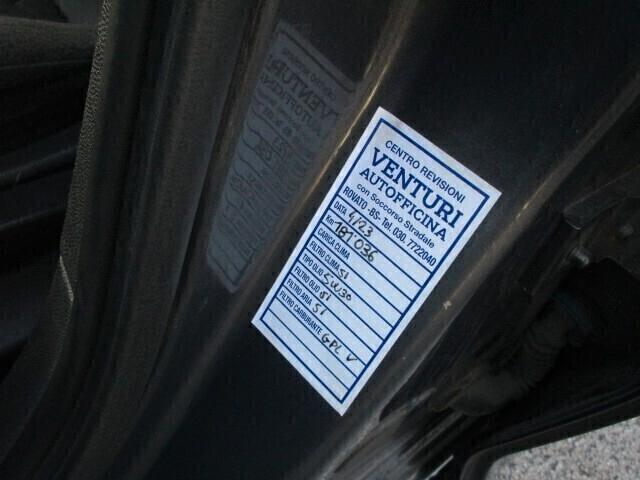 CENTRO REVISIONI
VENTURI
AUTOFFICINA
con Soccorso Stradale
ROVATO -BS- Tel. 030. 7722040
DATA 4/23
Km 187036
CARICA CLIMA
FILTRO CLIMA SI
TIPO OLIO 5W30
FILTRO OLIO SI
FILTRO ARIA SI
FILTRO CARBURANTE GPL V